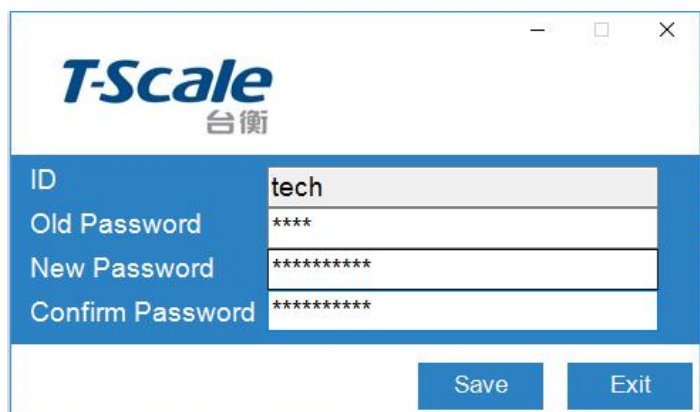 T-Scale
台衡
ID
tech
Old Password
****
New Password
**********
Confirm Password
**********
Save
Exit